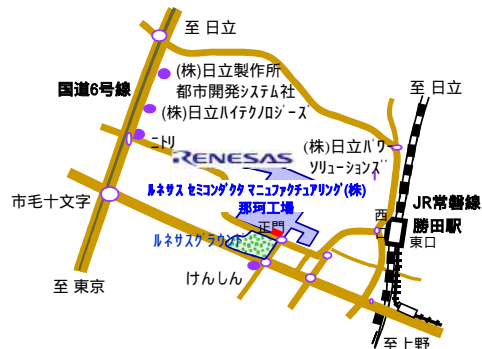 至 日立
(株)日立製作所
都市開発システム社
国道6号線
(株)日立ハイテクノロジーズ
至 日立
ニトリ
(株)日立パワー
ソリューションズ
RENESAS
ルネサス セミコンダクタ マニュファクチュアリング(株)
那珂工場
市毛十文字
正門
ルネサスグラウンド
西口
JR常磐線
勝田駅
東口
けんしん
至 東京
至上野